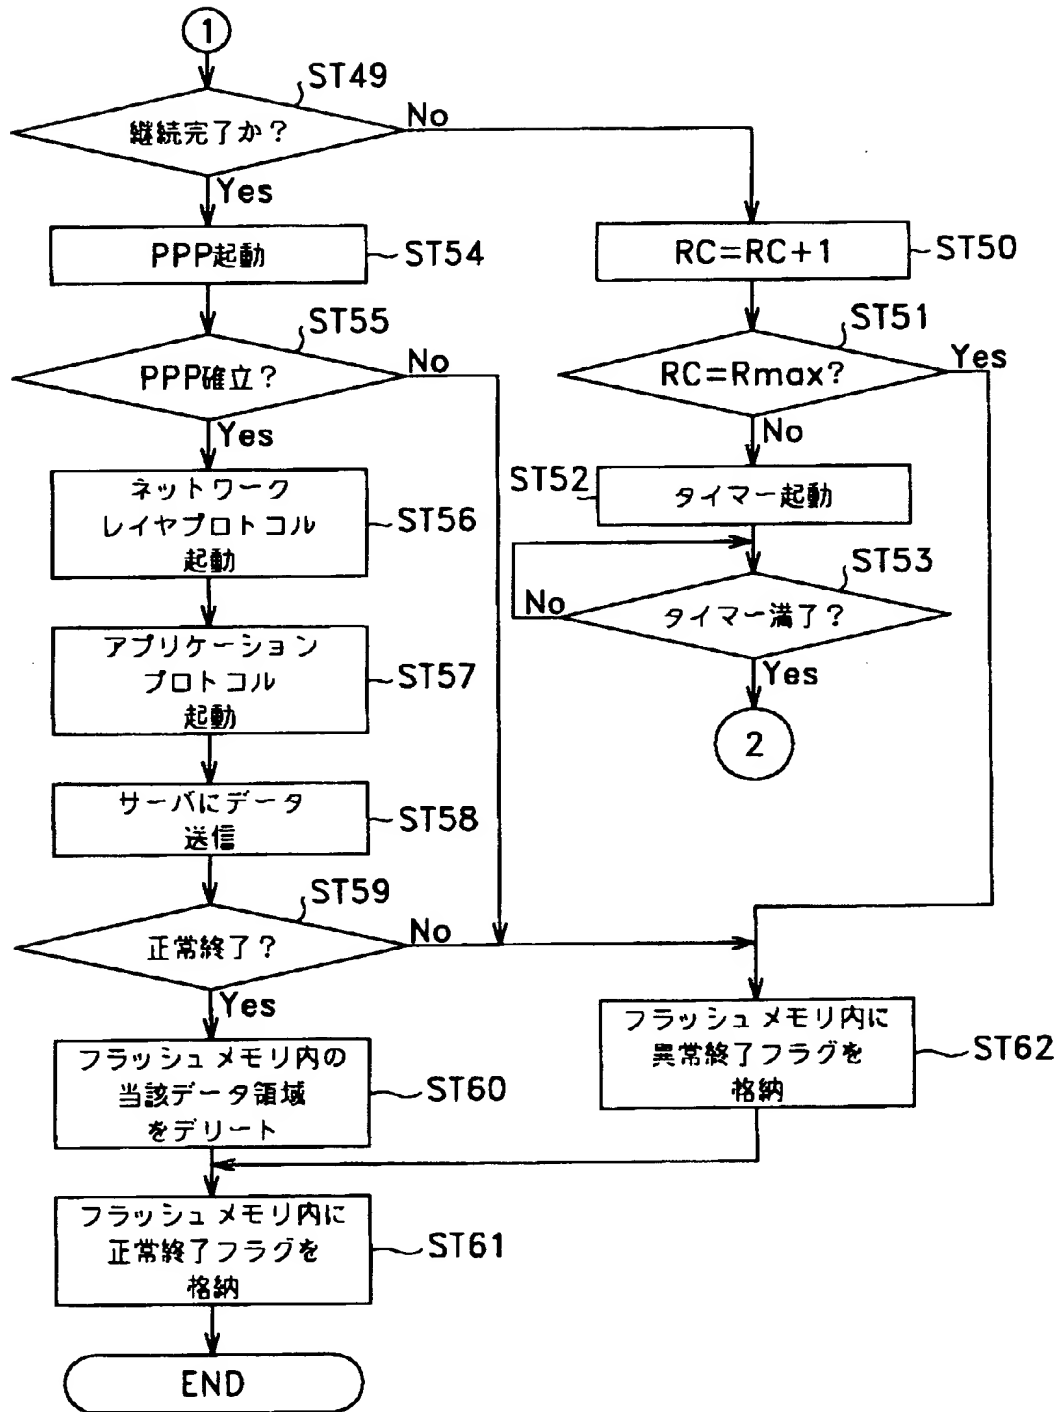 1
ST49
継続完了か?
No
Yes
PPP起動
ST54
RC=RC+1
ST50
ST55
PPP確立?
No
Yes
ST51
RC=Rmax?
Yes
No
ネットワーク
レイヤプロトコル
起動
ST56
ST52
タイマー起動
ST53
タイマー満了?
No
Yes
2
アプリケーション
プロトコル
起動
ST57
サーバにデータ
送信
ST58
ST59
正常終了?
No
Yes
フラッシュメモリ内の
当該データ領域
をデリート
ST60
フラッシュメモリ内に
異常終了フラグを
格納
ST62
フラッシュメモリ内に
正常終了フラグを
格納
ST61
END